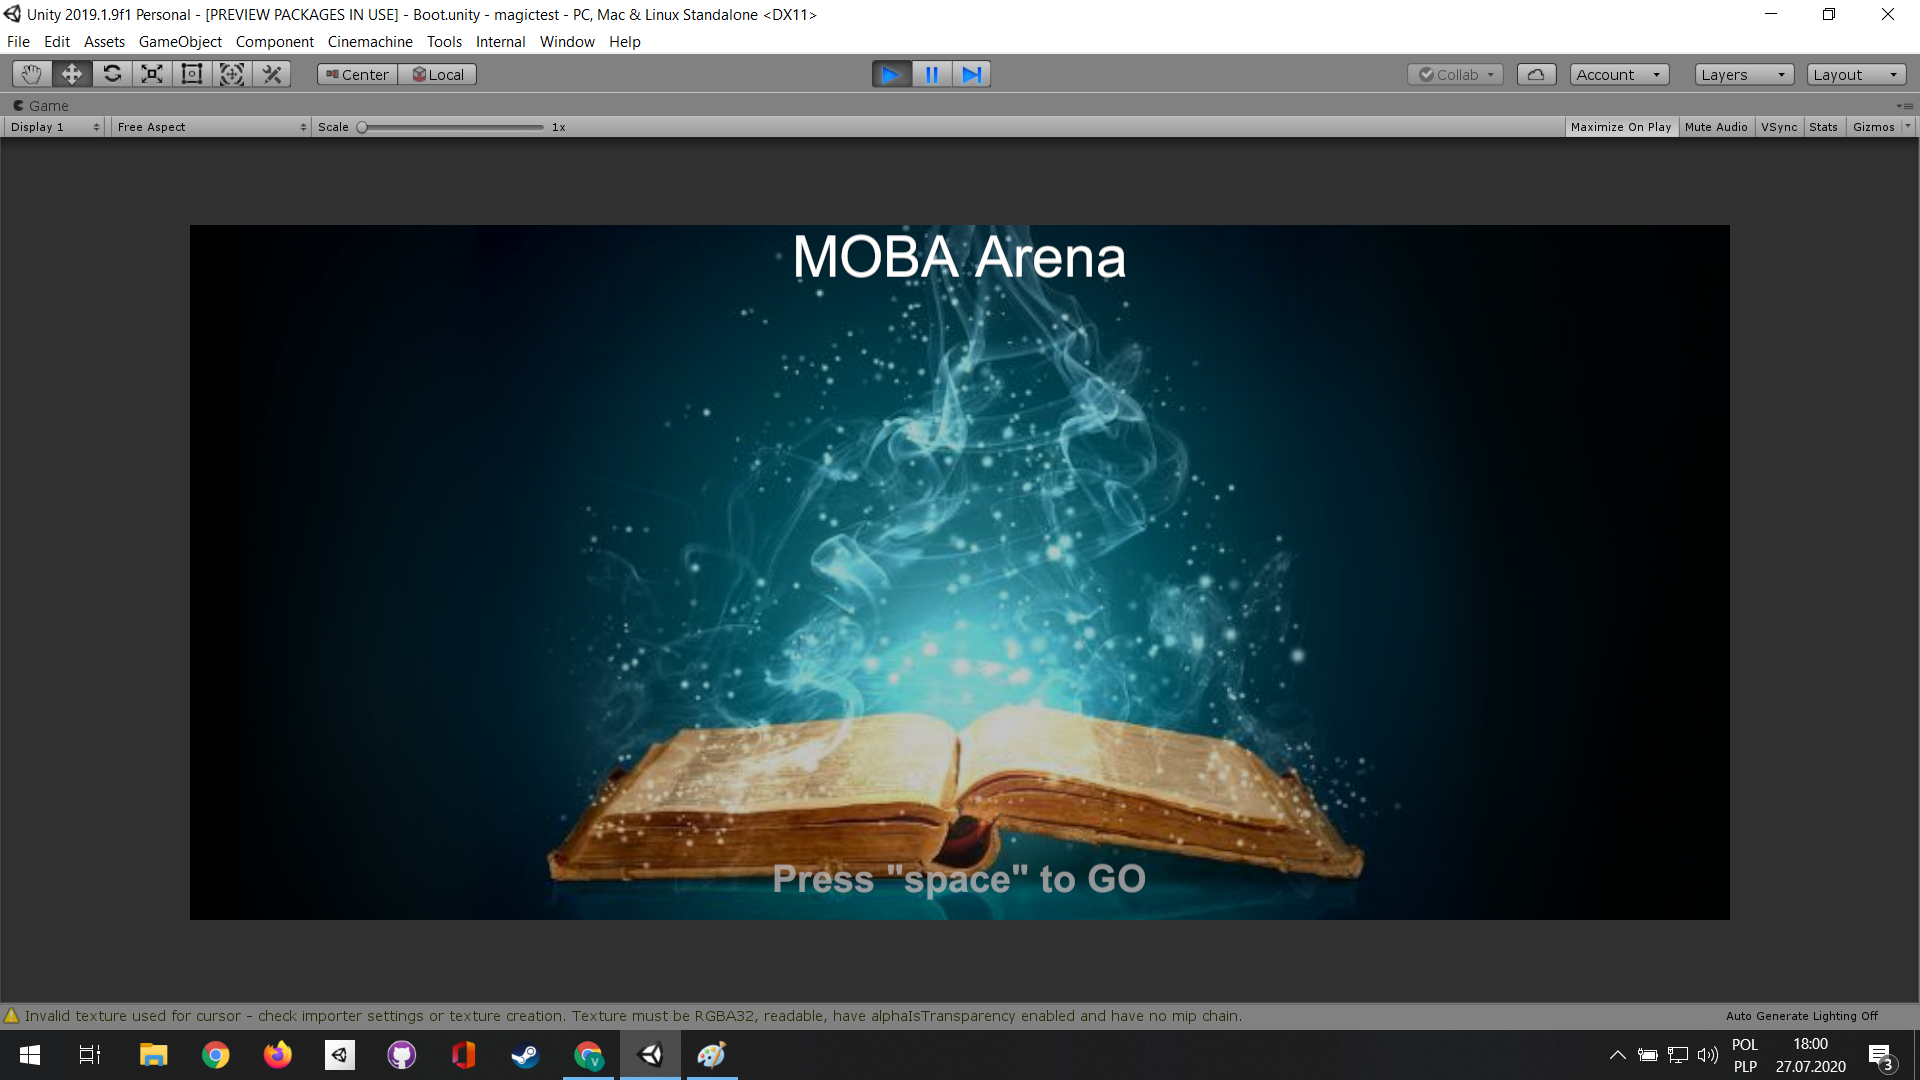 Unity 2019.1.9f1 Personal - [PREVIEW PACKAGES IN USE] - Boot.unity - magictest - PC, Mac & Linux Standalone <DX11>
File Edit Assets GameObject Component Cinemachine Tools Internal Window Help
Center Local Collab Account Layers Layout
Game
Display 1 Free Aspect Scale 1x Maximize On Play Mute Audio VSync Stats Gizmos
MOBA Arena
Press "space" to GO
Invalid texture used for cursor - check importer settings or texture creation. Texture must be RGBA32, readable, have alphaIsTransparency enabled and have no mip chain. Auto Generate Lighting Off
V
POL 18:00
PLP 27.07.2020 3